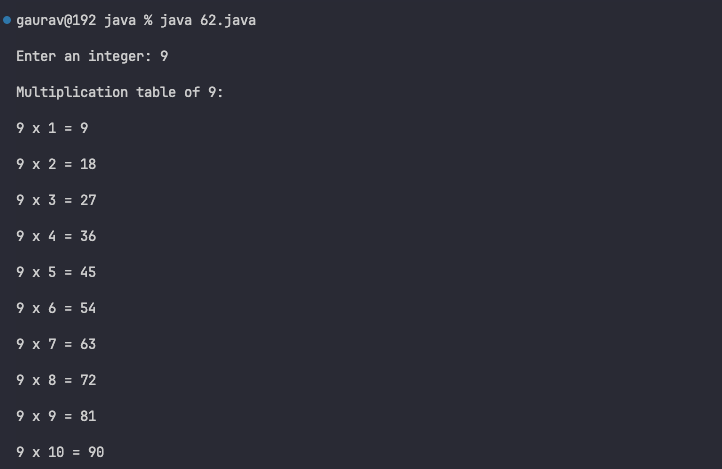 gaurav@192 java % java 62.java
Enter an integer: 9
Multiplication table of 9:
9 x 1 = 9
9 x 2 = 18
9 x 3 = 27
9 x 4 = 36
9 x 5 = 45
9 x 6 = 54
9 x 7 = 63
9 x 8 = 72
9 x 9 = 81
9 x 10 = 90